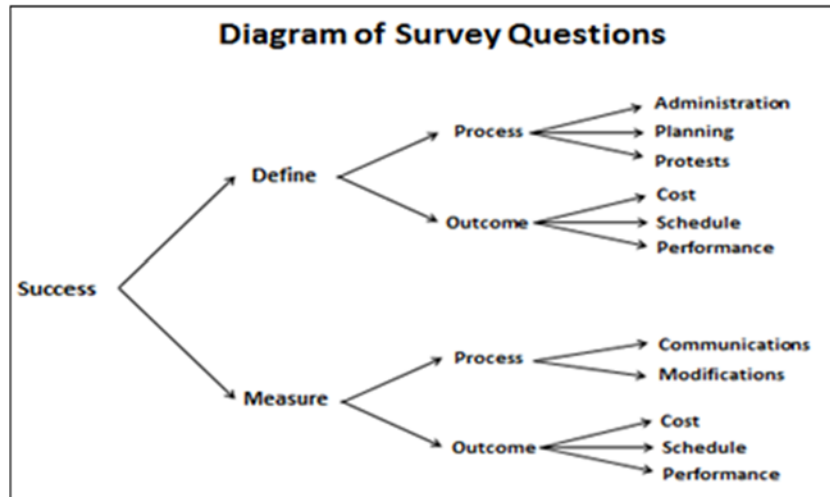 Diagram of Survey Questions
Administration
Process
Planning
Protests
Define
Cost
Outcome
Schedule
Performance
Success
Communications
Process
Modifications
Measure
Cost
Outcome
Schedule
Performance